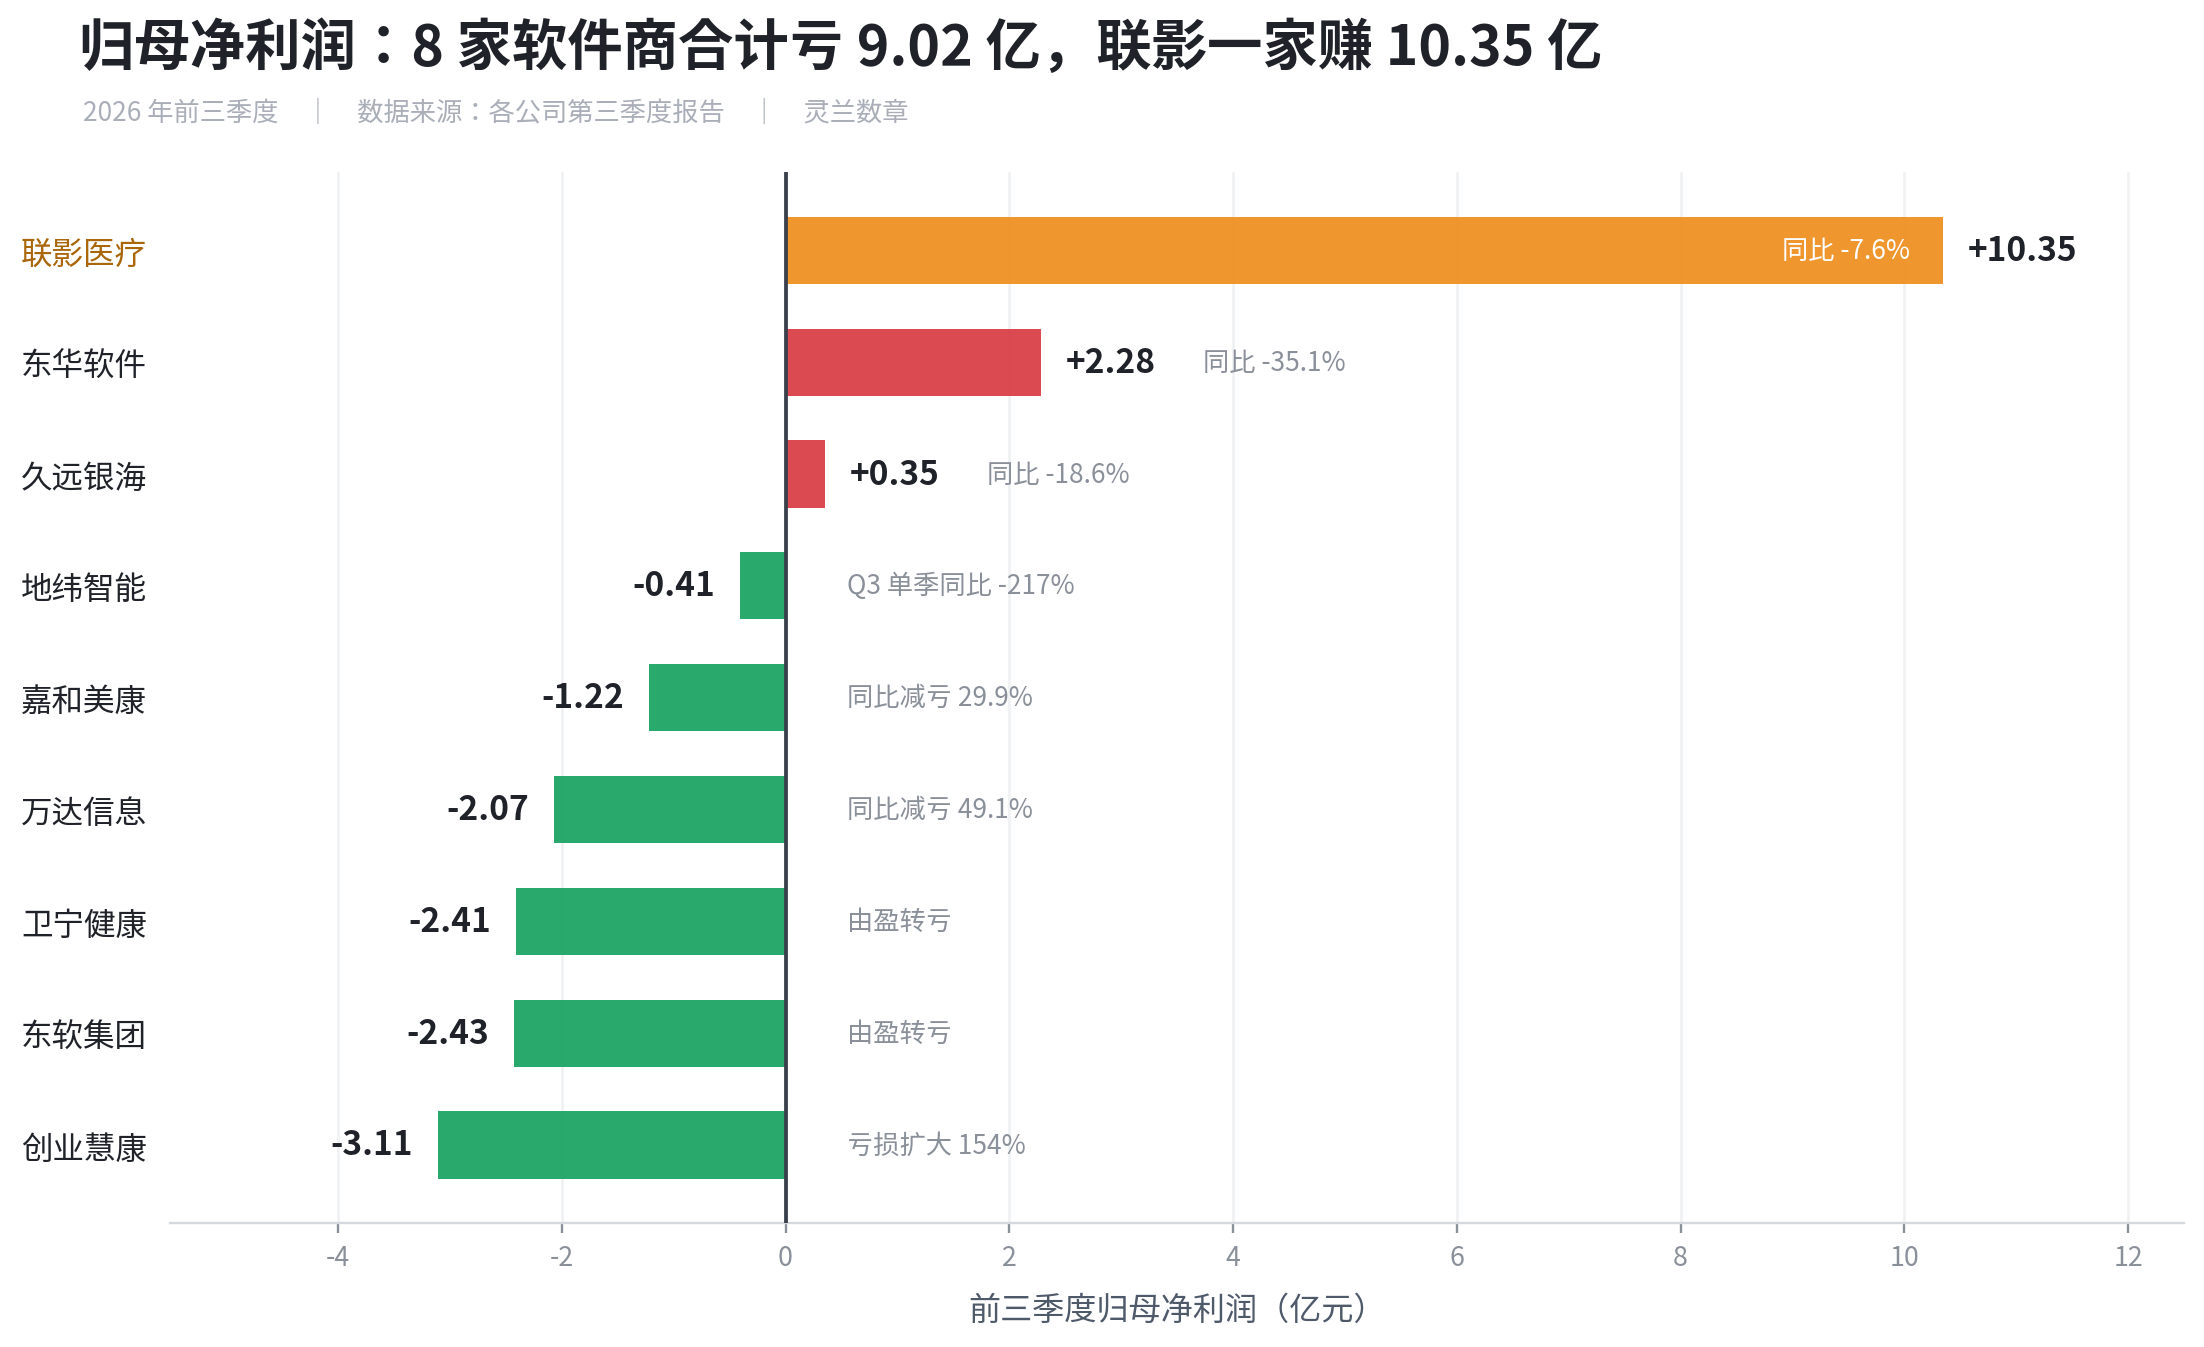 归母净利润：8 家软件商合计亏 9.02 亿，联影一家赚 10.35 亿
2026 年前三季度 ｜ 数据来源：各公司第三季度报告 ｜ 灵兰数章
联影医疗 同比 -7.6% +10.35
东华软件 +2.28 同比 -35.1%
久远银海 +0.35 同比 -18.6%
地纬智能 -0.41 Q3 单季同比 -217%
嘉和美康 -1.22 同比减亏 29.9%
万达信息 -2.07 同比减亏 49.1%
卫宁健康 -2.41 由盈转亏
东软集团 -2.43 由盈转亏
创业慧康 -3.11 亏损扩大 154%
-4 -2 0 2 4 6 8 10 12
前三季度归母净利润（亿元）